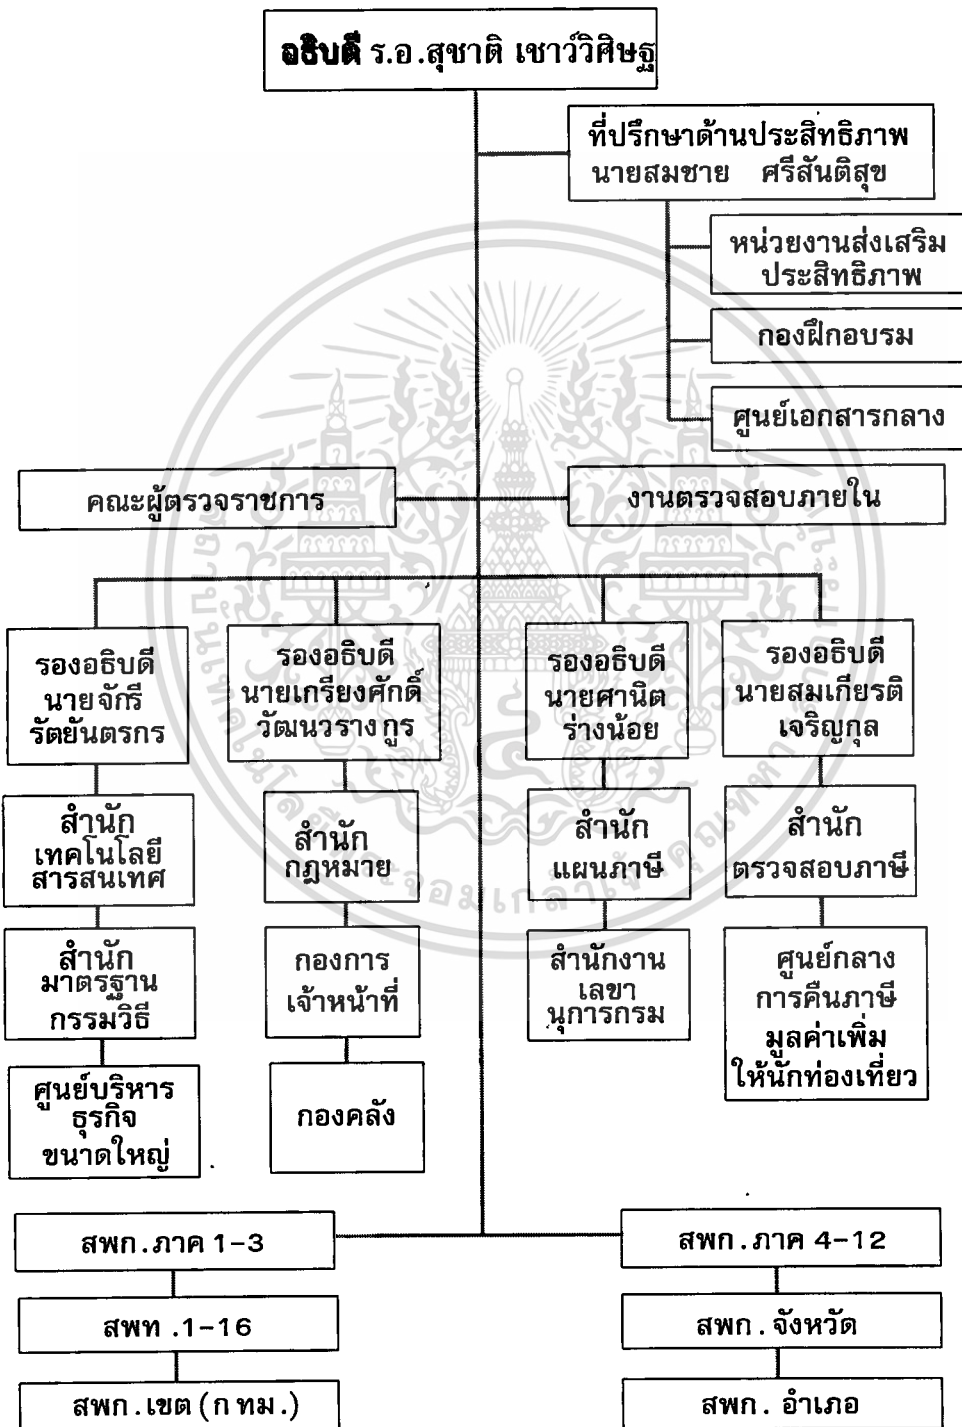 อธิบดี ร.อ.สุชาติ เชาว์วิศิษฐ
ที่ปรึกษาด้านประสิทธิภาพ
นายสมชาย ศรีสันติสุข
หน่วยงานส่งเสริม
ประสิทธิภาพ
กองฝึกอบรม
ศูนย์เอกสารกลาง
คณะผู้ตรวจราชการ
งานตรวจสอบภายใน
รองอธิบดี
นายจักรี
รัตยันตรกร
รองอธิบดี
นายเกรียงศักดิ์
วัฒนวรางกูร
รองอธิบดี
นายศานิต
ร่างน้อย
รองอธิบดี
นายสมเกียรติ
เจริญกุล
สำนัก
เทคโนโลยี
สารสนเทศ
สำนัก
กฎหมาย
สำนัก
แผนภาษี
สำนัก
ตรวจสอบภาษี
สำนัก
มาตรฐาน
กรรมวิธี
กองการ
เจ้าหน้าที่
สำนักงาน
เลขา
นุการกรม
ศูนย์กลาง
การคืนภาษี
มูลค่าเพิ่ม
ให้นักท่องเที่ยว
ศูนย์บริหาร
ธุรกิจ
ขนาดใหญ่
กองคลัง
สพก.ภาค 1-3
สพก.ภาค 4-12
สพท .1-16
สพก.จังหวัด
สพก.เขต (กทม.)
สพก. อำเภอ